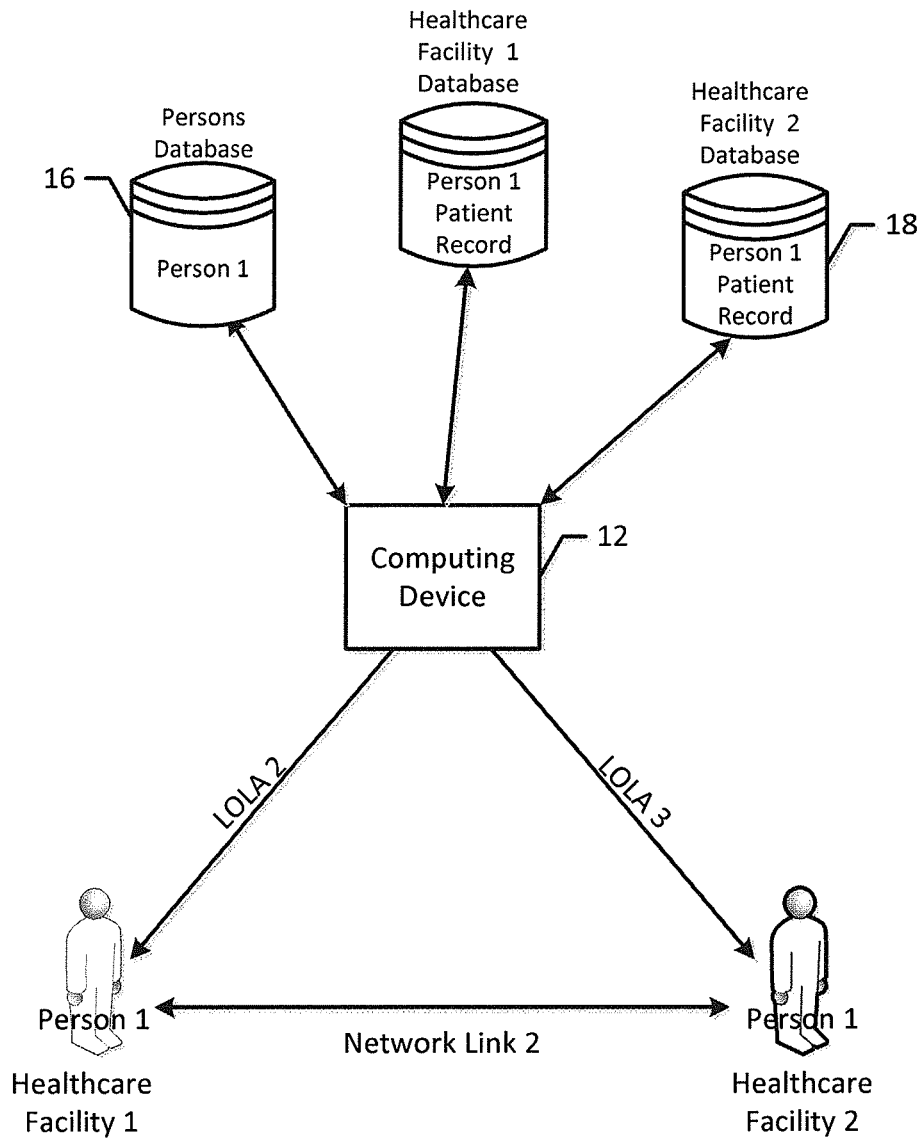 Healthcare
Facility 1
Database
Healthcare
Facility 2
Database
Persons
Database
16
Person 1
Patient
Record
18
Person 1
Patient
Record
Person 1
12
Computing
Device
LOLA 2
LOLA 3
Person 1
Person 1
Network Link 2
Healthcare
Facility 1
Healthcare
Facility 2